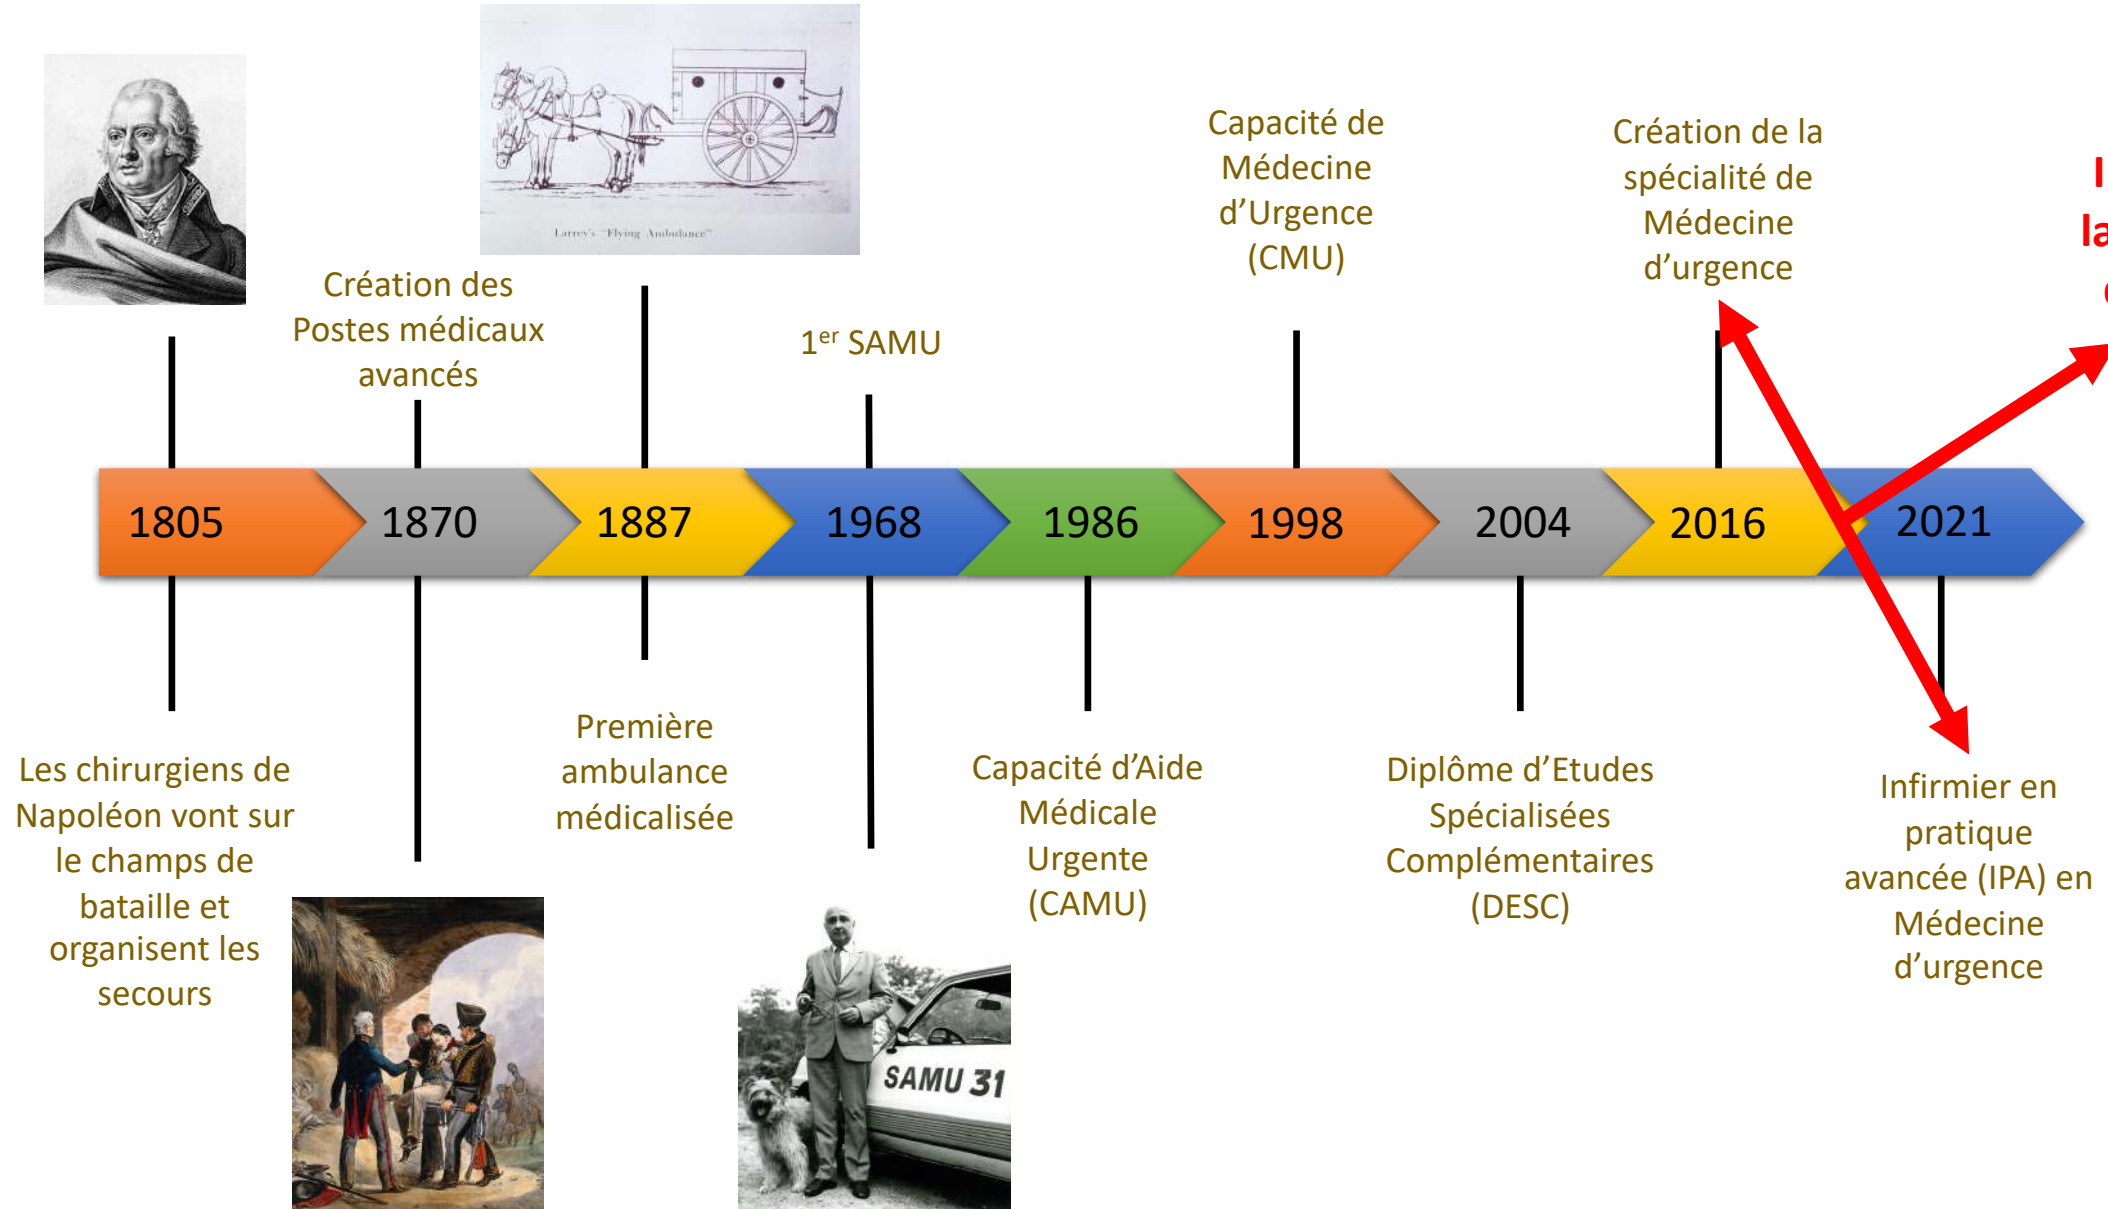 Larrey's "Flying Ambulance"
Création des
Postes médicaux
avancés
1er SAMU
Capacité de
Médecine
d'Urgence
(CMU)
Création de la
spécialité de
Médecine
d'urgence
la
1805
1870
1887
1968
1986
1998
2004
2016
2021
Les chirurgiens de
Napoléon vont sur
le champs de
bataille et
organisent les
secours
Première
ambulance
médicalisée
Capacité d'Aide
Médicale
Urgente
(CAMU)
Diplôme d'Etudes
Spécialisées
Complémentaires
(DESC)
Infirmier en
pratique
avancée (IPA) en
Médecine
d'urgence
SAMU 31